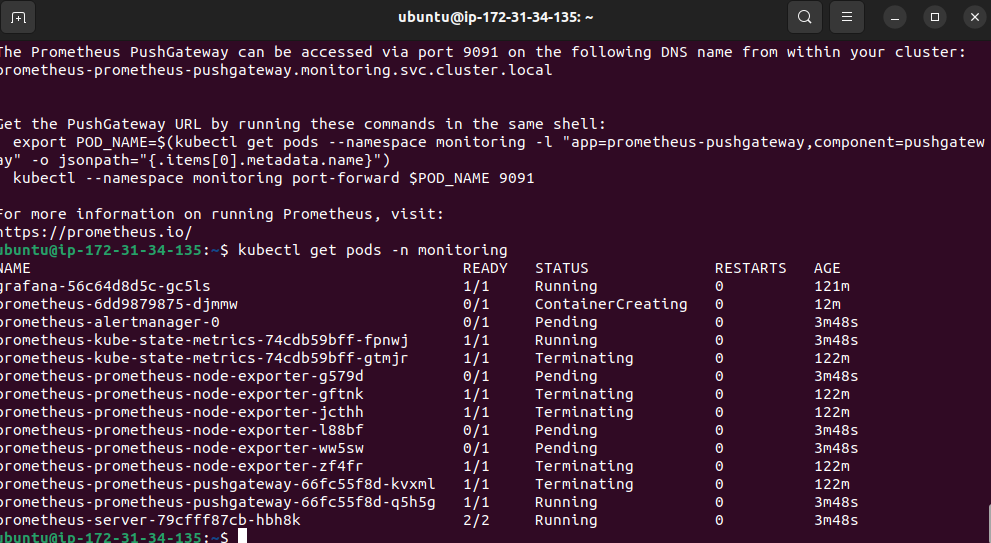 ubuntu@ip-172-31-34-135: ~
The Prometheus PushGateway can be accessed via port 9091 on the following DNS name from within your cluster:
prometheus-prometheus-pushgateway.monitoring.svc.cluster.local
Get the PushGateway URL by running these commands in the same shell:
export POD_NAME=$(kubectl get pods --namespace monitoring -l "app=prometheus-pushgateway,component=pushgatew
ay" -o jsonpath="{.items[0].metadata.name}")
kubectl --namespace monitoring port-forward $POD_NAME 9091
For more information on running Prometheus, visit:
https://prometheus.io/
ubuntu@ip-172-31-34-135:~$ kubectl get pods -n monitoring
NAME READY STATUS RESTARTS AGE
grafana-56c64d8d5c-gc5ls 1/1 Running 0 121m
prometheus-6dd9879875-djmmw 0/1 ContainerCreating 0 12m
prometheus-alertmanager-0 0/1 Pending 0 3m48s
prometheus-kube-state-metrics-74cdb59bff-fpnwj 1/1 Running 0 3m48s
prometheus-kube-state-metrics-74cdb59bff-gtmjr 1/1 Terminating 0 122m
prometheus-prometheus-node-exporter-g579d 0/1 Pending 0 3m48s
prometheus-prometheus-node-exporter-gftnk 1/1 Terminating 0 122m
prometheus-prometheus-node-exporter-jcthh 1/1 Terminating 0 122m
prometheus-prometheus-node-exporter-l88bf 0/1 Pending 0 3m48s
prometheus-prometheus-node-exporter-ww5sw 0/1 Pending 0 3m48s
prometheus-prometheus-node-exporter-zf4fr 1/1 Terminating 0 122m
prometheus-prometheus-pushgateway-66fc55f8d-kvxml 1/1 Terminating 0 122m
prometheus-prometheus-pushgateway-66fc55f8d-q5h5g 1/1 Running 0 3m48s
prometheus-server-79cfff87cb-hbh8k 2/2 Running 0 3m48s
ubuntu@ip-172-31-34-135:~$